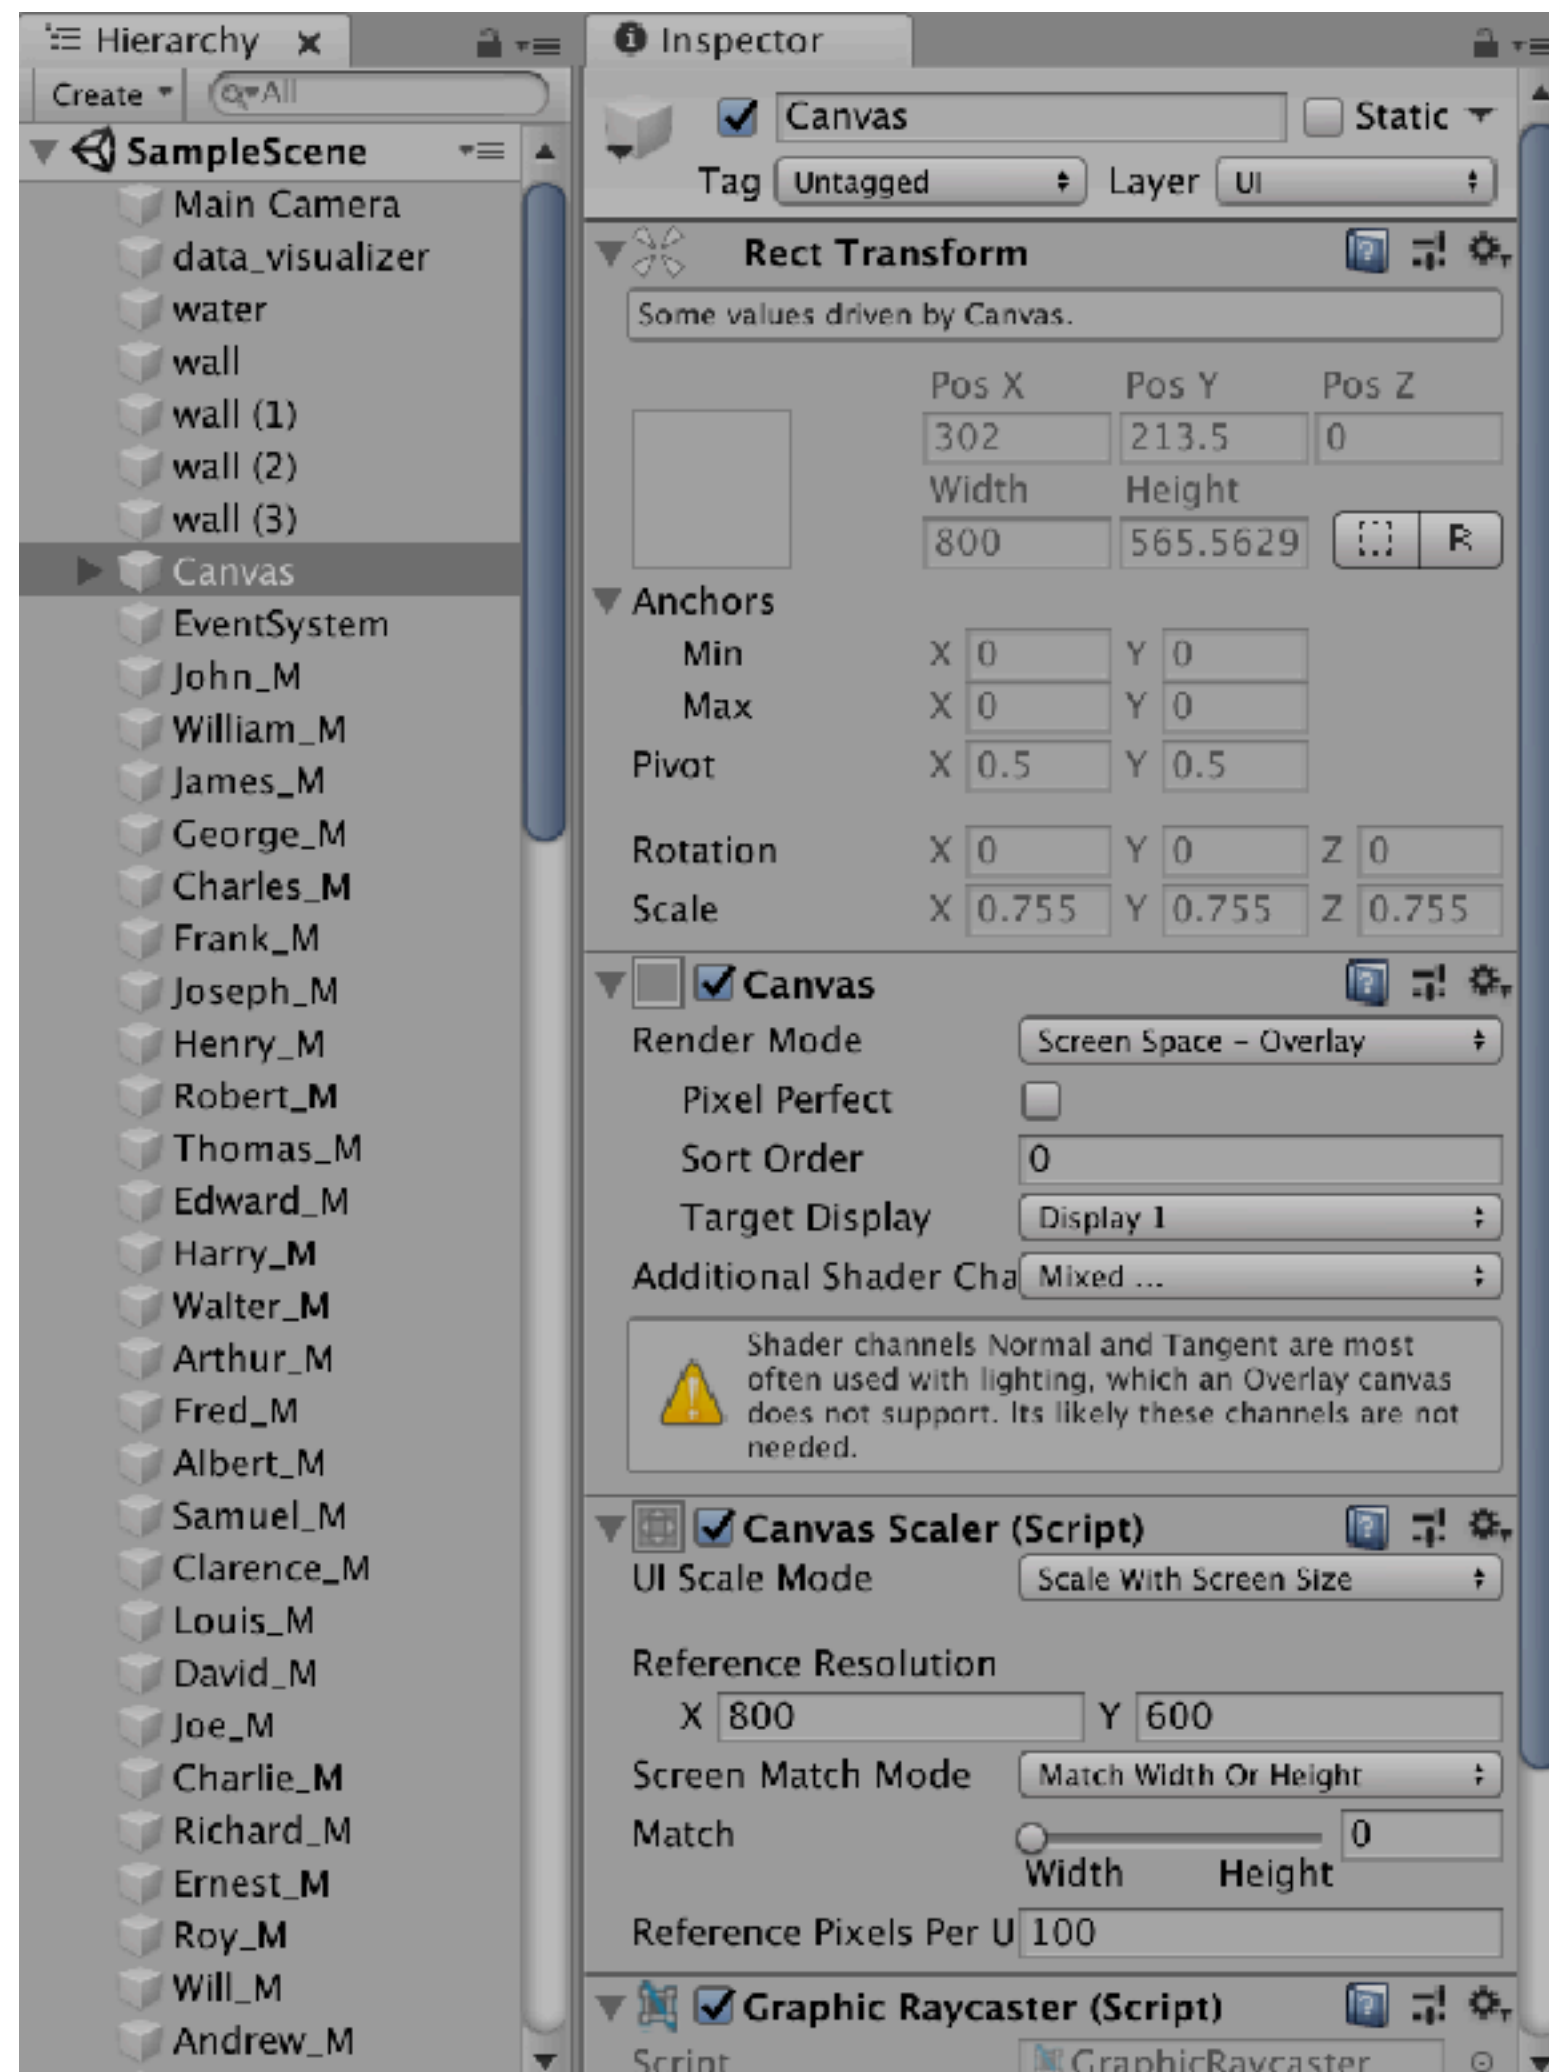 Hierarchy
Create
All
SampleScene
Main Camera
data_visualizer
water
wall
wall (1)
wall (2)
wall (3)
Canvas
EventSystem
John_M
William_M
James_M
George_M
Charles_M
Frank_M
Joseph_M
Henry_M
Robert_M
Thomas_M
Edward_M
Harry_M
Walter_M
Arthur_M
Fred_M
Albert_M
Samuel_M
Clarence_M
Louis_M
David_M
Joe_M
Charlie_M
Richard_M
Ernest_M
Roy_M
Will_M
Andrew_M
Inspector
Canvas Static
Tag Untagged Layer UI
Rect Transform
Some values driven by Canvas.
Pos X Pos Y Pos Z
302 213.5 0
Width Height
800 565.5629 R
Anchors
Min X 0 Y 0
Max X 0 Y 0
Pivot X 0.5 Y 0.5
Rotation X 0 Y 0 Z 0
Scale X 0.755 Y 0.755 Z 0.755
Canvas
Render Mode Screen Space - Overlay
Pixel Perfect
Sort Order 0
Target Display Display 1
Additional Shader Cha Mixed ...
Shader channels Normal and Tangent are most
often used with lighting, which an Overlay canvas
does not support. Its likely these channels are not
needed.
Canvas Scaler (Script)
UI Scale Mode Scale With Screen Size
Reference Resolution
X 800 Y 600
Screen Match Mode Match Width Or Height
Match 0
Width Height
Reference Pixels Per U 100
Graphic Raycaster (Script)
Script GraphicRaycaster